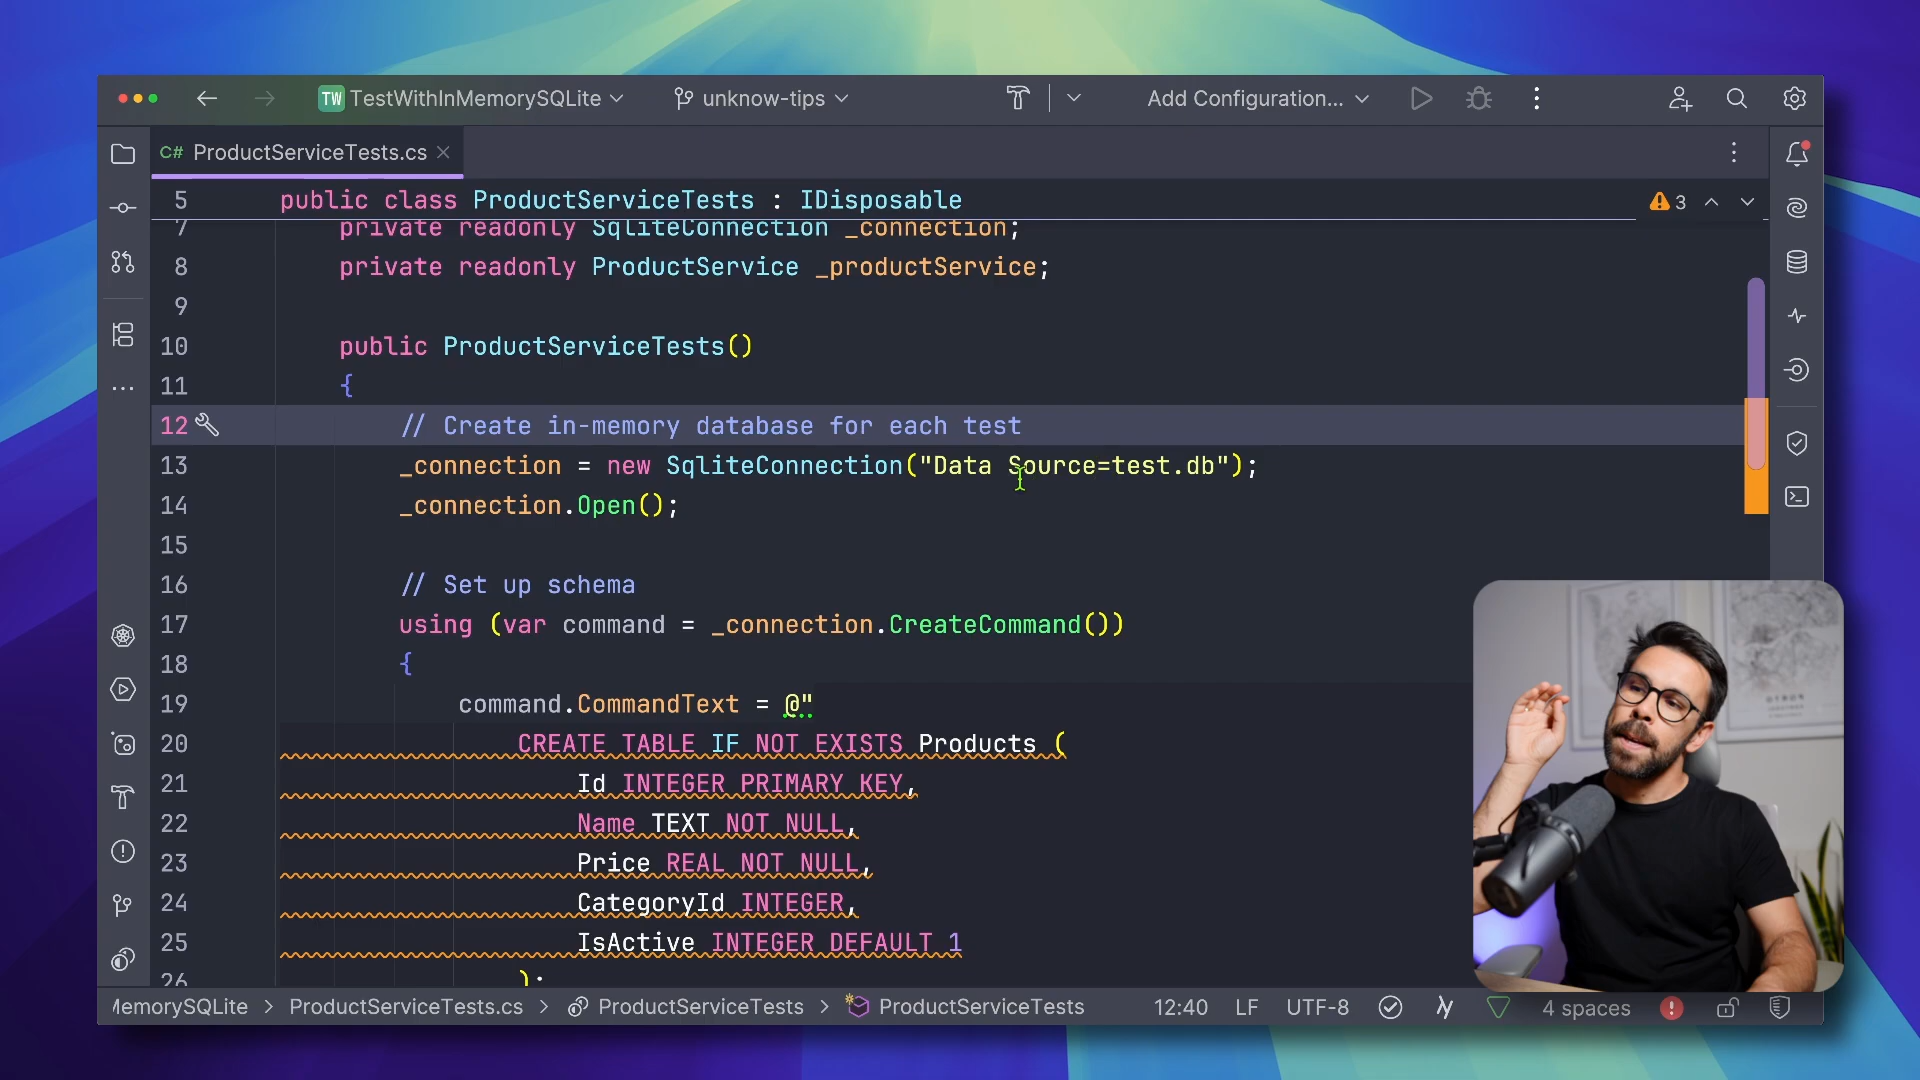 TW TestWithInMemorySQLite unknow-tips Add Configuration...
C# ProductServiceTests.cs
5 public class ProductServiceTests : IDisposable 3
7 private readonly SqliteConnection _connection;
8 private readonly ProductService _productService;
9
10 public ProductServiceTests()
11 {
12 // Create in-memory database for each test
13 _connection = new SqliteConnection("Data Source=test.db");
14 _connection.Open();
15
16 // Set up schema
17 using (var command = _connection.CreateCommand())
18 {
19 command.CommandText = @"
20 CREATE TABLE IF NOT EXISTS Products (
21 Id INTEGER PRIMARY KEY,
22 Name TEXT NOT NULL,
23 Price REAL NOT NULL,
24 CategoryId INTEGER,
25 IsActive INTEGER DEFAULT 1
26 );
MemorySQLite > ProductServiceTests.cs > ProductServiceTests > ProductServiceTests 12:40 LF UTF-8 4 spaces